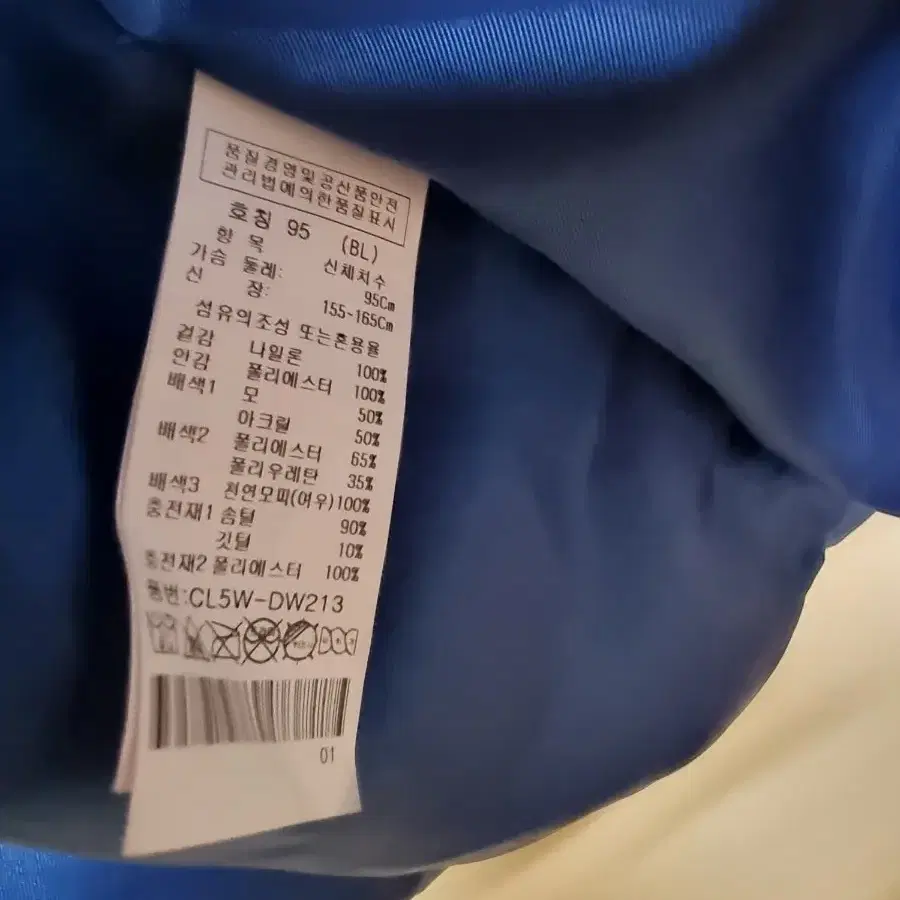 품질경영및공산품안전
관리법에의한품질표시
호칭 95 (BL)
항 목 신체치수
가슴 둘레: 95Cm
신 장: 155~165Cm
섬유의조성 또는혼용율
겉감 나일론 100%
안감 폴리에스터 100%
배색1 모 50%
아크릴 50%
배색2 폴리에스터 65%
폴리우레탄 35%
배색3 천연모피(여우)100%
충전재1 솜털 90%
깃털 10%
충전재2 폴리에스터 100%
품번:CL5W-DW213
01